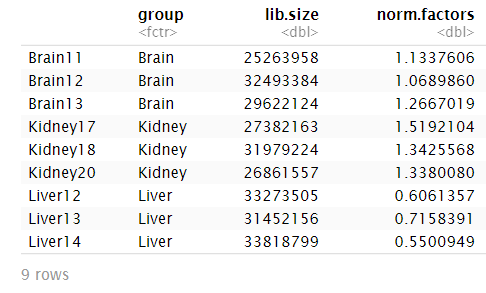 group lib.size norm.factors
<fctr> <dbl> <dbl>
Brain11 Brain 25263958 1.1337606
Brain12 Brain 32493384 1.0689860
Brain13 Brain 29622124 1.2667019
Kidney17 Kidney 27382163 1.5192104
Kidney18 Kidney 31979224 1.3425568
Kidney20 Kidney 26861557 1.3380080
Liver12 Liver 33273505 0.6061357
Liver13 Liver 31452156 0.7158391
Liver14 Liver 33818799 0.5500949
9 rows